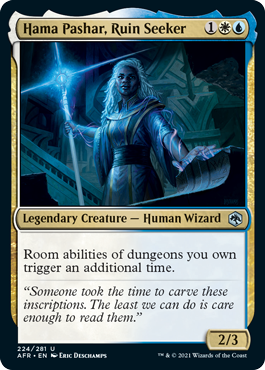 Hama Pashar, Ruin Seeker 1
Legendary Creature — Human Wizard
Room abilities of dungeons you own
trigger an additional time.
“Someone took the time to carve these
inscriptions. The least we can do is care
enough to read them.”
2/3
224/281 U
AFR • EN ERIC DESCHAMPS
™ & © 2021 Wizards of the Coast